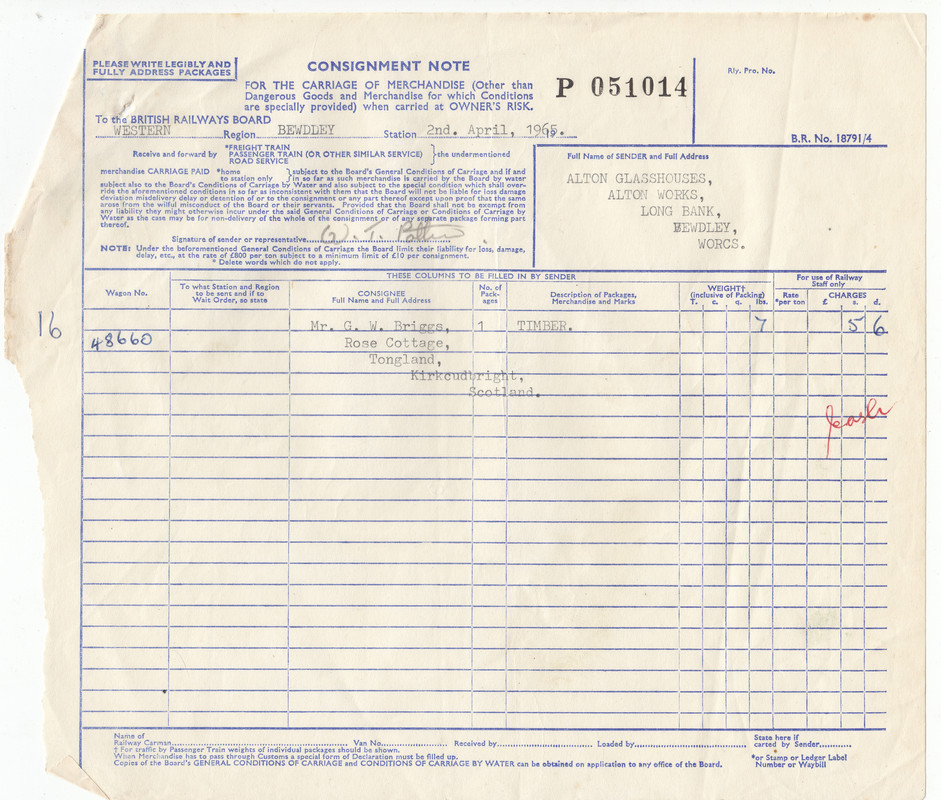 PLEASE WRITE LEGIBLY AND
FULLY ADDRESS PACKAGES
CONSIGNMENT NOTE
FOR THE CARRIAGE OF MERCHANDISE (Other than
Dangerous Goods and Merchandise for which Conditions
are specially provided) when carried at OWNER'S RISK.
P 051014
Rly. Pro. No.
To the BRITISH RAILWAYS BOARD
WESTERN Region BEWDLEY Station 2nd. April, 1965.
B.R. No. 18791/4
Receive and forward by
*FREIGHT TRAIN
PASSENGER TRAIN (OR OTHER SIMILAR SERVICE)
ROAD SERVICE
the undermentioned
merchandise CARRIAGE PAID *home
to station only
subject to the Board's General Conditions of Carriage and if and
in so far as such merchandise is carried by the Board by water
subject also to the Board's Conditions of Carriage by Water and also subject to the special condition which shall over-
ride the aforementioned conditions in so far as inconsistent with them that the Board will not be liable for loss damage
deviation misdelivery delay or detention of or to the consignment or any part thereof except upon proof that the same
arose from the wilful misconduct of the Board or their servants. Provided that the Board shall not be exempt from
any liability they might otherwise incur under the said General Conditions of Carriage or Conditions of Carriage by
Water as the case may be for non-delivery of the whole of the consignment or of any separate package forming part
thereof.
Signature of sender or representative
NOTE: Under the beforementioned General Conditions of Carriage the Board limit their liability for loss, damage,
delay, etc., at the rate of £800 per ton subject to a minimum limit of £10 per consignment.
* Delete words which do not apply.
Full Name of SENDER and Full Address
ALTON GLASSHOUSES,
ALTON WORKS,
LONG BANK,
BEWDLEY,
WORCS.
THESE COLUMNS TO BE FILLED IN BY SENDER
For use of Railway
Staff only
Wagon No.
To what Station and Region
to be sent and if to
Wait Order, so state
CONSIGNEE
Full Name and Full Address
No. of
Pack-
ages
Description of Packages,
Merchandise and Marks
WEIGHT†
(inclusive of Packing)
T. c. q. lbs.
Rate
*per ton
CHARGES
£ s. d.
16
Mr. G. W. Briggs, 1 TIMBER. 7 5 6
48660 Rose Cottage,
Tongland,
Kirkcudbright,
Scotland.
cash
Name of
Railway Carman Van No. Received by Loaded by
State here if
carted by Sender
† For traffic by Passenger Train weights of individual packages should be shown.
When Merchandise has to pass through Customs a special form of Declaration must be filled up.
Copies of the Board's GENERAL CONDITIONS OF CARRIAGE and CONDITIONS OF CARRIAGE BY WATER can be obtained on application to any office of the Board.
*or Stamp or Ledger Label
Number or Waybill